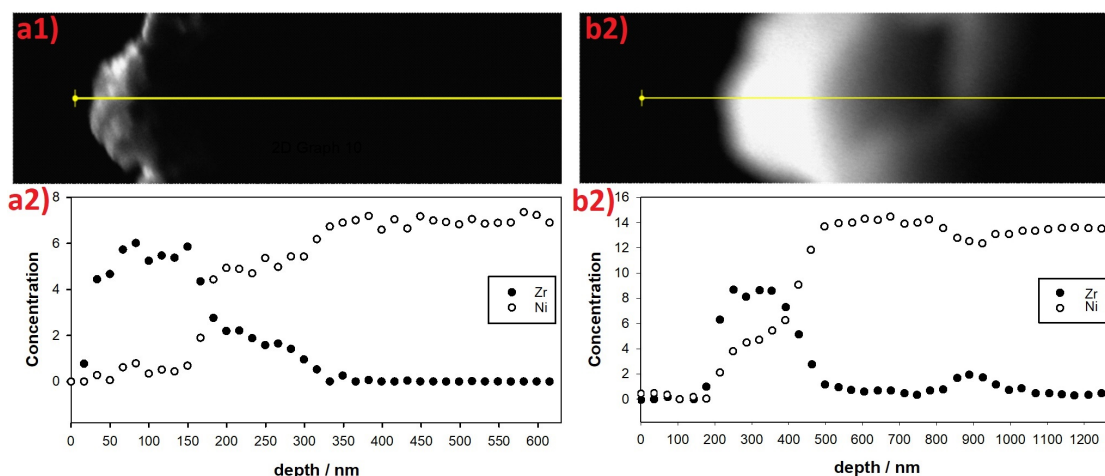 a1)
b2)
2D Graph 10
a2)
8
6
4
2
0
Concentration
Zr
Ni
0 50 100 150 200 250 300 350 400 450 500 550 600
depth / nm
b2)
16
14
12
10
8
6
4
2
0
Concentration
Zr
Ni
0 100 200 300 400 500 600 700 800 900 1000 1100 1200
depth / nm